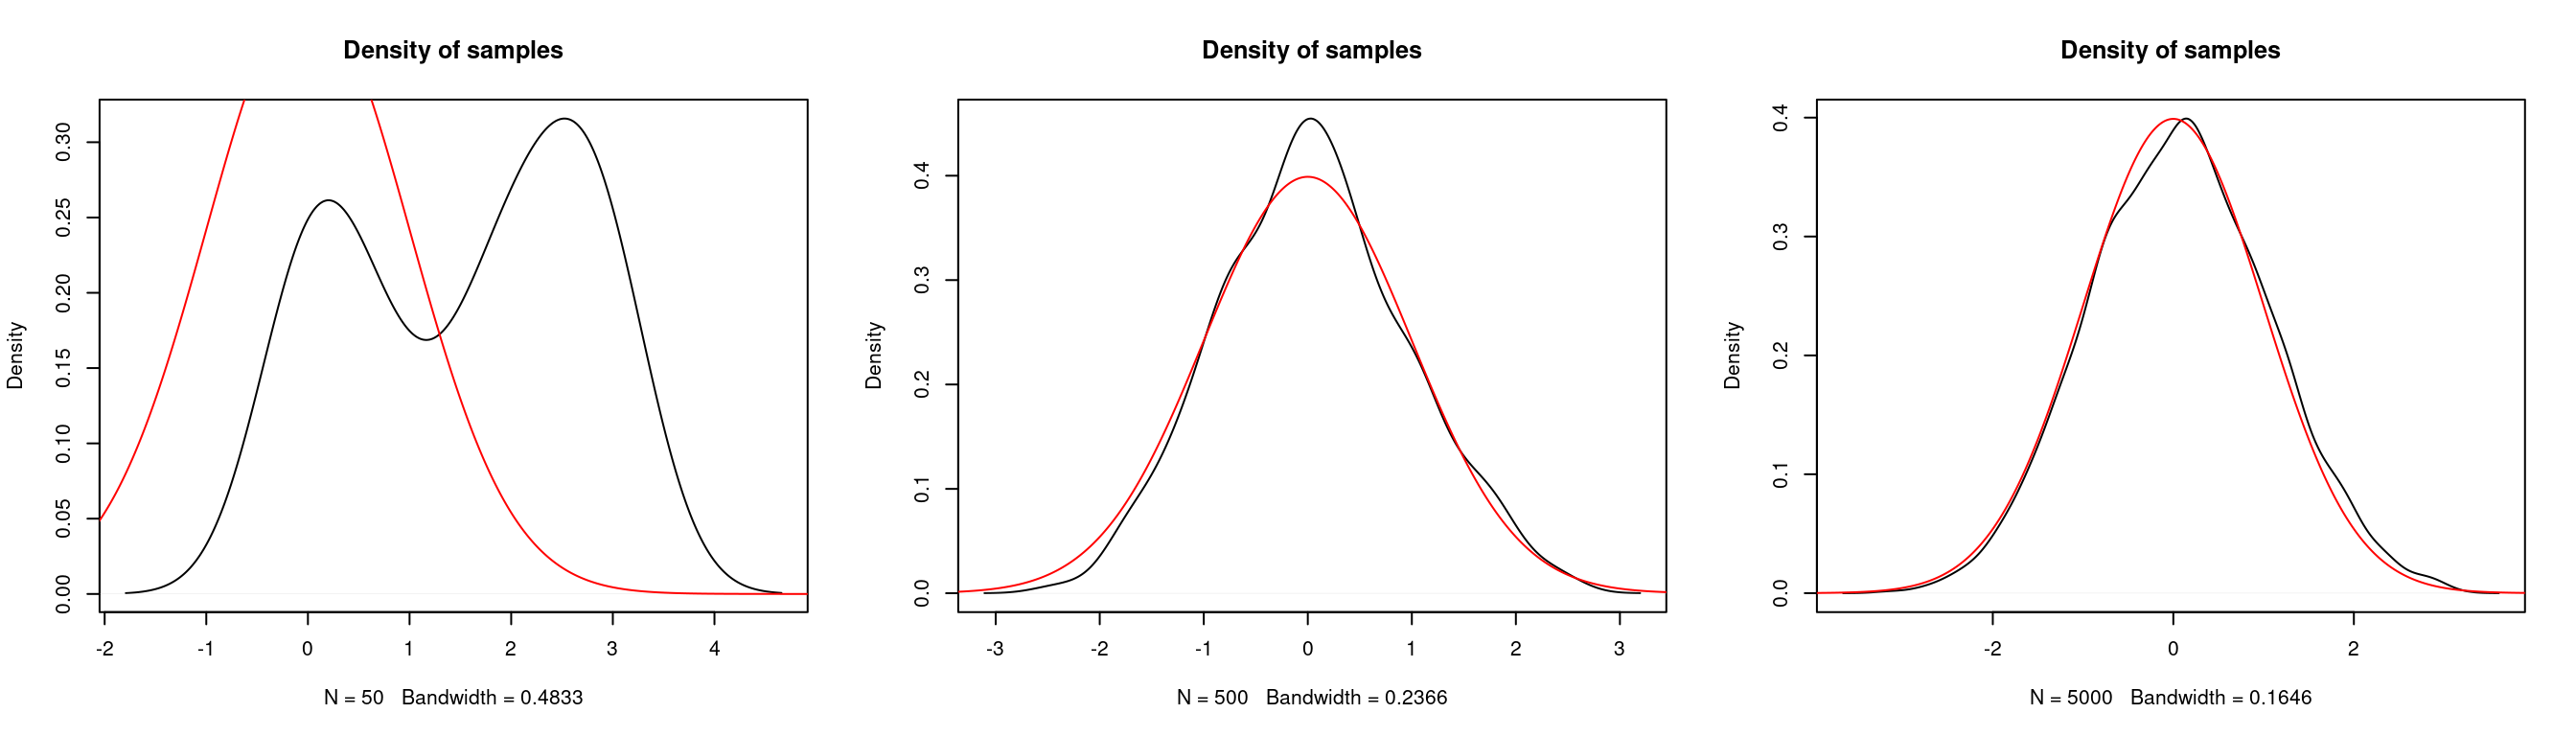 Density of samples
Density
0.00 0.05 0.10 0.15 0.20 0.25 0.30
-2 -1 0 1 2 3 4
N = 50 Bandwidth = 0.4833
Density of samples
Density
0.0 0.1 0.2 0.3 0.4
-3 -2 -1 0 1 2 3
N = 500 Bandwidth = 0.2366
Density of samples
Density
0.0 0.1 0.2 0.3 0.4
-2 0 2
N = 5000 Bandwidth = 0.1646